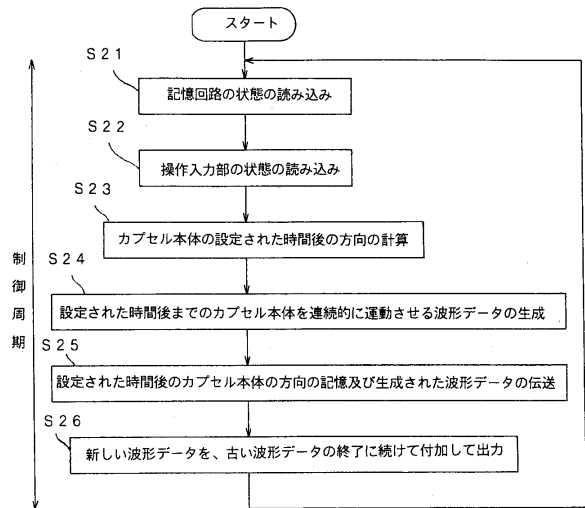 スタート
S21
記憶回路の状態の読み込み
S22
操作入力部の状態の読み込み
S23
カプセル本体の設定された時間後の方向の計算
制御周期
S24
設定された時間後までのカプセル本体を連続的に運動させる波形データの生成
S25
設定された時間後のカプセル本体の方向の記憶及び生成された波形データの伝送
S26
新しい波形データを、古い波形データの終了に続けて付加して出力